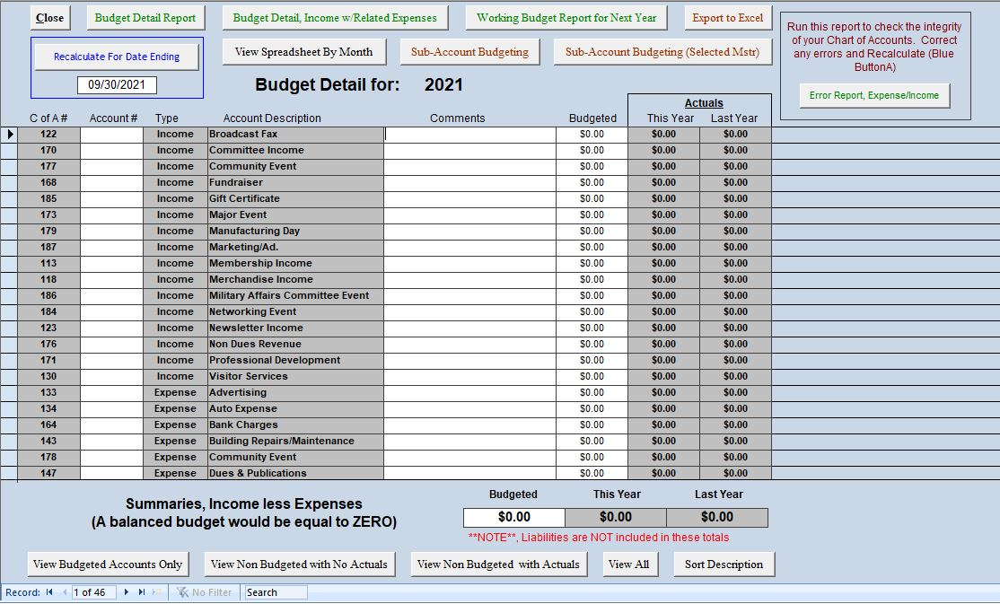 Close Budget Detail Report Budget Detail, Income w/Related Expenses Working Budget Report for Next Year Export to Excel
Run this report to check the integrity
of your Chart of Accounts. Correct
any errors and Recalculate (Blue
ButtonA)
Error Report, Expense/Income
Recalculate For Date Ending View Spreadsheet By Month Sub-Account Budgeting Sub-Account Budgeting (Selected Mstr)
09/30/2021
Budget Detail for: 2021
Actuals
C of A # Account # Type Account Description Comments Budgeted This Year Last Year
122 Income Broadcast Fax $0.00 $0.00 $0.00
170 Income Committee Income $0.00 $0.00 $0.00
177 Income Community Event $0.00 $0.00 $0.00
168 Income Fundraiser $0.00 $0.00 $0.00
185 Income Gift Certificate $0.00 $0.00 $0.00
173 Income Major Event $0.00 $0.00 $0.00
179 Income Manufacturing Day $0.00 $0.00 $0.00
187 Income Marketing/Ad. $0.00 $0.00 $0.00
113 Income Membership Income $0.00 $0.00 $0.00
118 Income Merchandise Income $0.00 $0.00 $0.00
186 Income Military Affairs Committee Event $0.00 $0.00 $0.00
184 Income Networking Event $0.00 $0.00 $0.00
123 Income Newsletter Income $0.00 $0.00 $0.00
176 Income Non Dues Revenue $0.00 $0.00 $0.00
171 Income Professional Development $0.00 $0.00 $0.00
130 Income Visitor Services $0.00 $0.00 $0.00
133 Expense Advertising $0.00 $0.00 $0.00
134 Expense Auto Expense $0.00 $0.00 $0.00
164 Expense Bank Charges $0.00 $0.00 $0.00
143 Expense Building Repairs/Maintenance $0.00 $0.00 $0.00
178 Expense Community Event $0.00 $0.00 $0.00
147 Expense Dues & Publications $0.00 $0.00 $0.00
Budgeted This Year Last Year
Summaries, Income less Expenses
(A balanced budget would be equal to ZERO)
$0.00 $0.00 $0.00
**NOTE**, Liabilities are NOT included in these totals
View Budgeted Accounts Only View Non Budgeted with No Actuals View Non Budgeted with Actuals View All Sort Description
Record: 1 of 46 No Filter Search